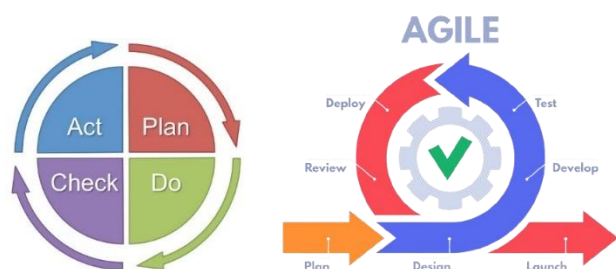 Act Plan
Check Do
AGILE
Deploy Test
Review Develop
Plan Design Launch